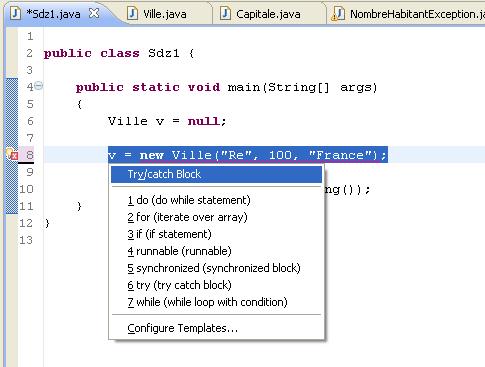 *Sdz1.java Ville.java Capitale.java NombreHabitantException.ja
1
2 public class Sdz1 {
3
4 public static void main(String[] args)
5 {
6 Ville v = null;
7
8 v = new Ville("Re", 100, "France");
Try/catch Block
1 do (do while statement)
ng());
2 for (iterate over array)
11 }
3 if (if statement)
12 }
4 runnable (runnable)
13
5 synchronized (synchronized block)
6 try (try catch block)
7 while (while loop with condition)
Configure Templates...